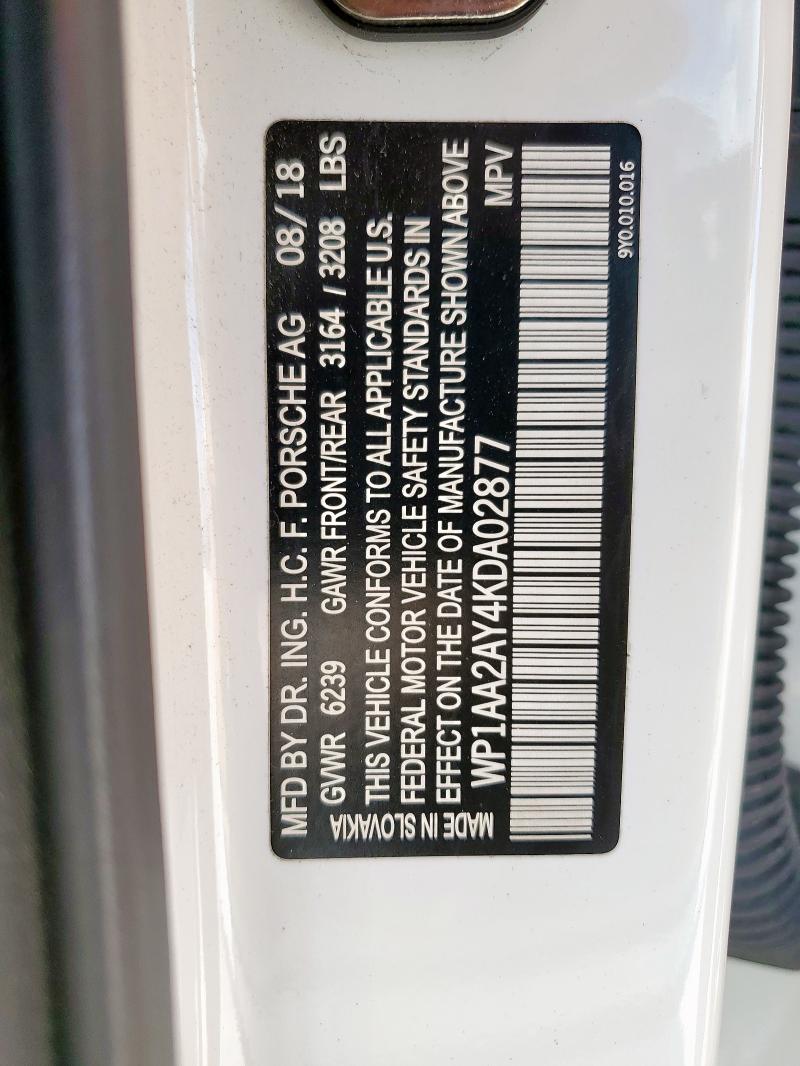 MFD BY DR. ING. H.C. F. PORSCHE AG 08/18
GVWR 6239 GAWR FRONT/REAR 3164 / 3208 LBS
THIS VEHICLE CONFORMS TO ALL APPLICABLE U.S.
FEDERAL MOTOR VEHICLE SAFETY STANDARDS IN
EFFECT ON THE DATE OF MANUFACTURE SHOWN ABOVE
WP1AA2AY4KDA02877 MPV
MADE IN SLOVAKIA
9Y0.010.016